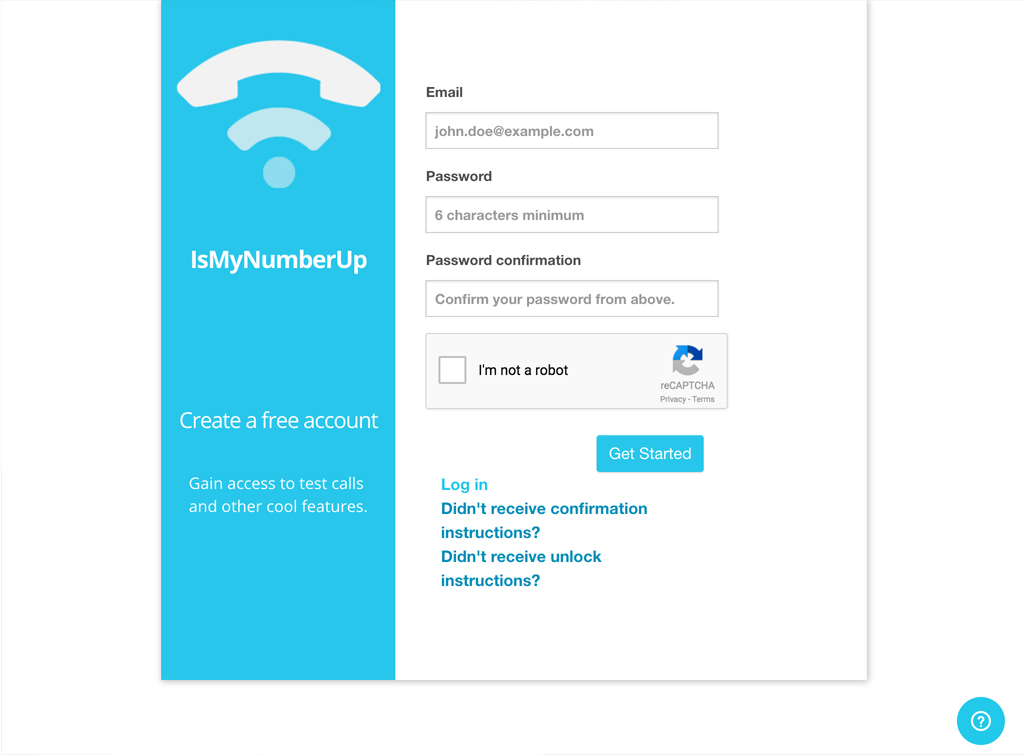 IsMyNumberUp
Create a free account
Gain access to test calls
and other cool features.
Email
john.doe@example.com
Password
6 characters minimum
Password confirmation
Confirm your password from above.
I'm not a robot
reCAPTCHA
Privacy - Terms
Get Started
Log in
Didn't receive confirmation
instructions?
Didn't receive unlock
instructions?
?